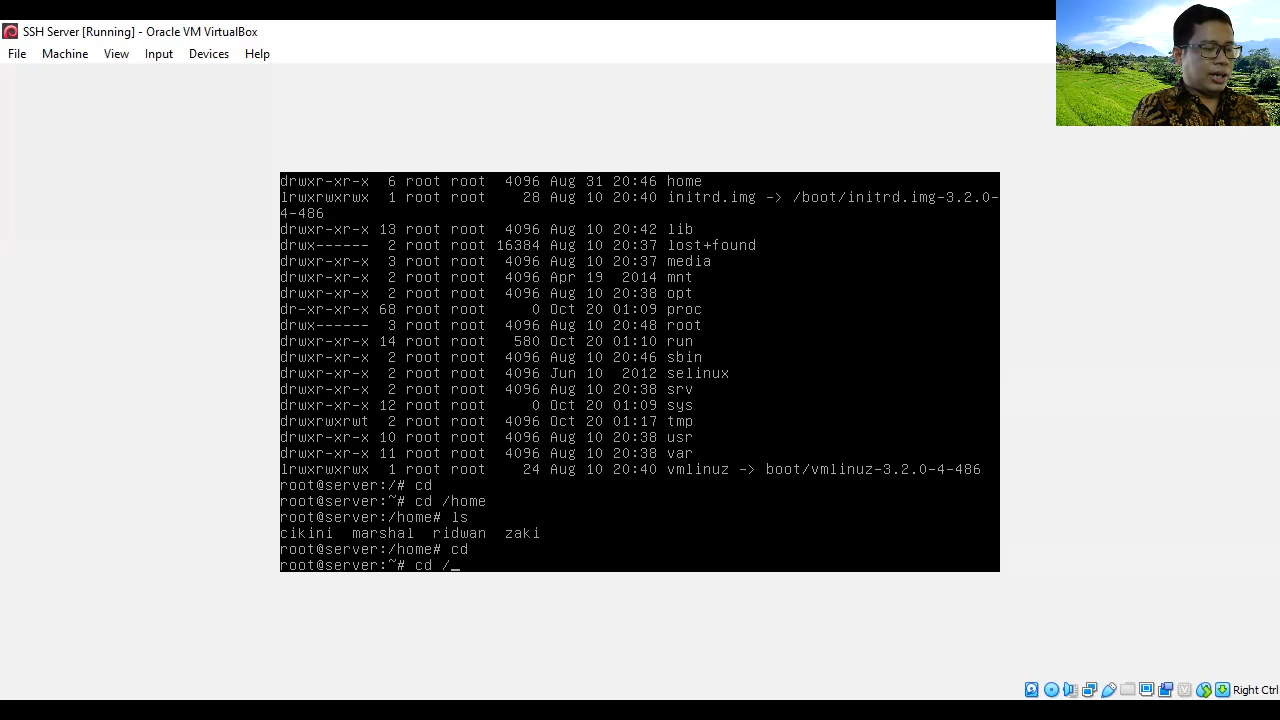 SSH Server [Running] - Oracle VM VirtualBox
File Machine View Input Devices Help
drwxr-xr-x 6 root root 4096 Aug 31 20:46 home
lrwxrwxrwx 1 root root 28 Aug 10 20:40 initrd.img -> /boot/initrd.img-3.2.0-
4-486
drwxr-xr-x 13 root root 4096 Aug 10 20:42 lib
drwx------ 2 root root 16384 Aug 10 20:37 lost+found
drwxr-xr-x 3 root root 4096 Aug 10 20:37 media
drwxr-xr-x 2 root root 4096 Apr 19 2014 mnt
drwxr-xr-x 2 root root 4096 Aug 10 20:38 opt
dr-xr-xr-x 68 root root 0 Oct 20 01:09 proc
drwx------ 3 root root 4096 Aug 10 20:48 root
drwxr-xr-x 14 root root 580 Oct 20 01:10 run
drwxr-xr-x 2 root root 4096 Aug 10 20:46 sbin
drwxr-xr-x 2 root root 4096 Jun 10 2012 selinux
drwxr-xr-x 2 root root 4096 Aug 10 20:38 srv
drwxr-xr-x 12 root root 0 Oct 20 01:09 sys
drwxrwxrwt 2 root root 4096 Oct 20 01:17 tmp
drwxr-xr-x 10 root root 4096 Aug 10 20:38 usr
drwxr-xr-x 11 root root 4096 Aug 10 20:38 var
lrwxrwxrwx 1 root root 24 Aug 10 20:40 vmlinuz -> boot/vmlinuz-3.2.0-4-486
root@server:/# cd
root@server:~# cd /home
root@server:/home# ls
cikini marshal ridwan zaki
root@server:/home# cd
root@server:~# cd /_
Right Ctrl